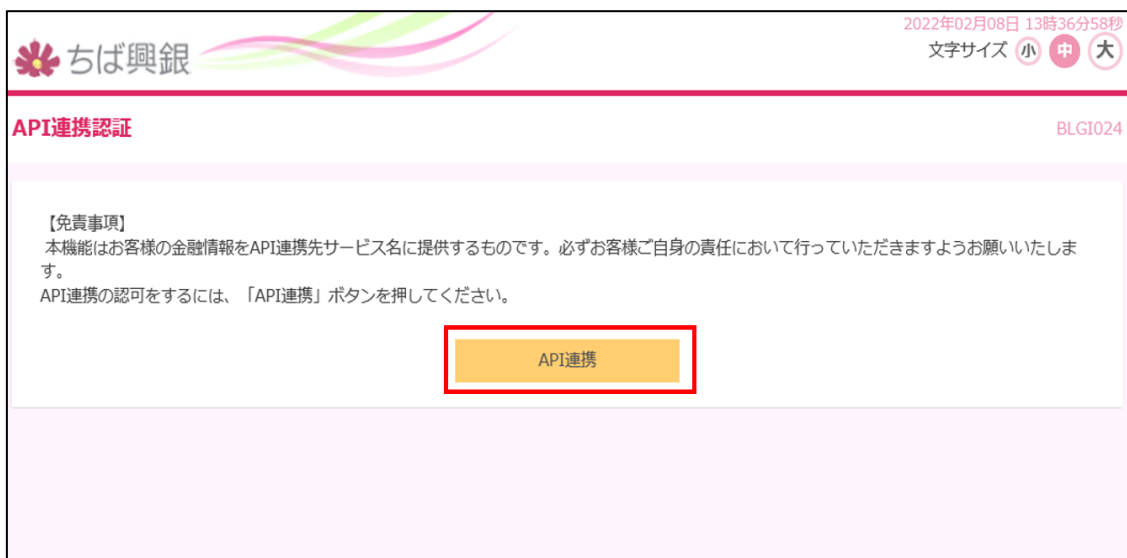 2022年02月08日 13時36分58秒
ちば興銀
文字サイズ 小 中 大
API連携認証
BLGI024
【免責事項】
本機能はお客様の金融情報をAPI連携先サービス名に提供するものです。必ずお客様ご自身の責任において行っていただきますようお願いいたしま
す。
API連携の認可をするには、「API連携」ボタンを押してください。
API連携